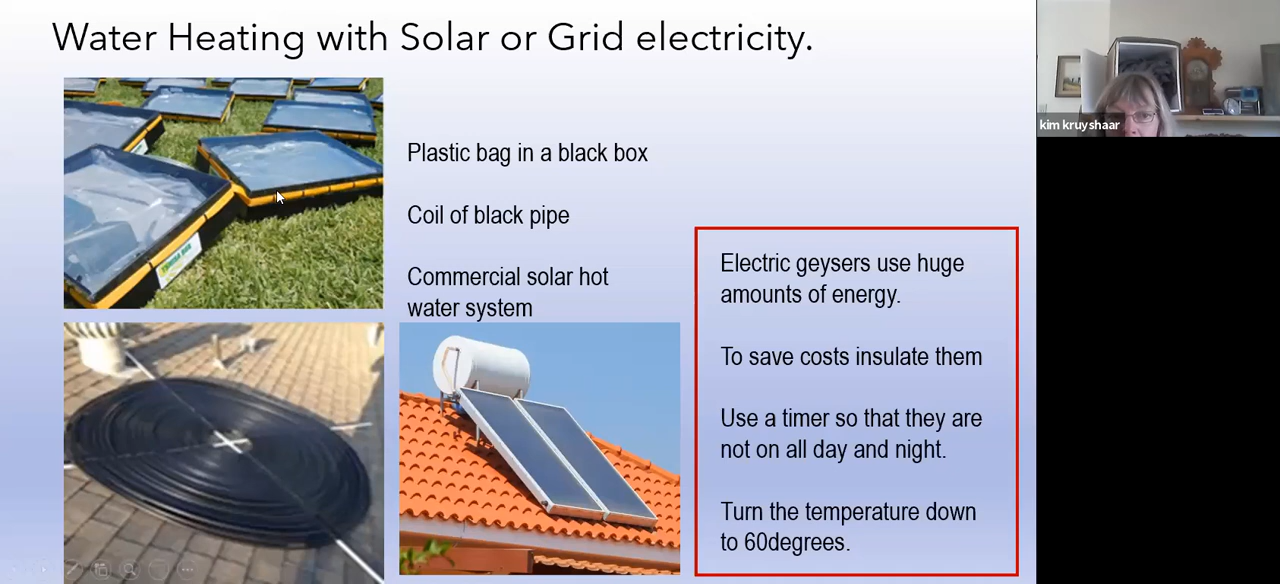 Water Heating with Solar or Grid electricity.
Plastic bag in a black box
Coil of black pipe
Commercial solar hot
water system
Electric geysers use huge
amounts of energy.
To save costs insulate them
Use a timer so that they are
not on all day and night.
Turn the temperature down
to 60degrees.
kim kruyshaar